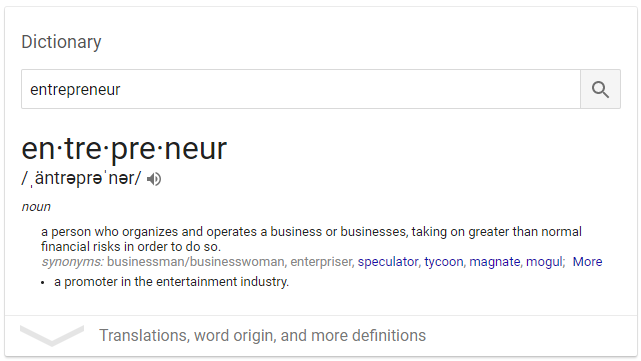 Dictionary
entrepreneur
en·tre·pre·neur
/ˌäntrəprəˈnər/
noun
a person who organizes and operates a business or businesses, taking on greater than normal
financial risks in order to do so.
synonyms: businessman/businesswoman, enterpriser, speculator, tycoon, magnate, mogul; More
• a promoter in the entertainment industry.
Translations, word origin, and more definitions